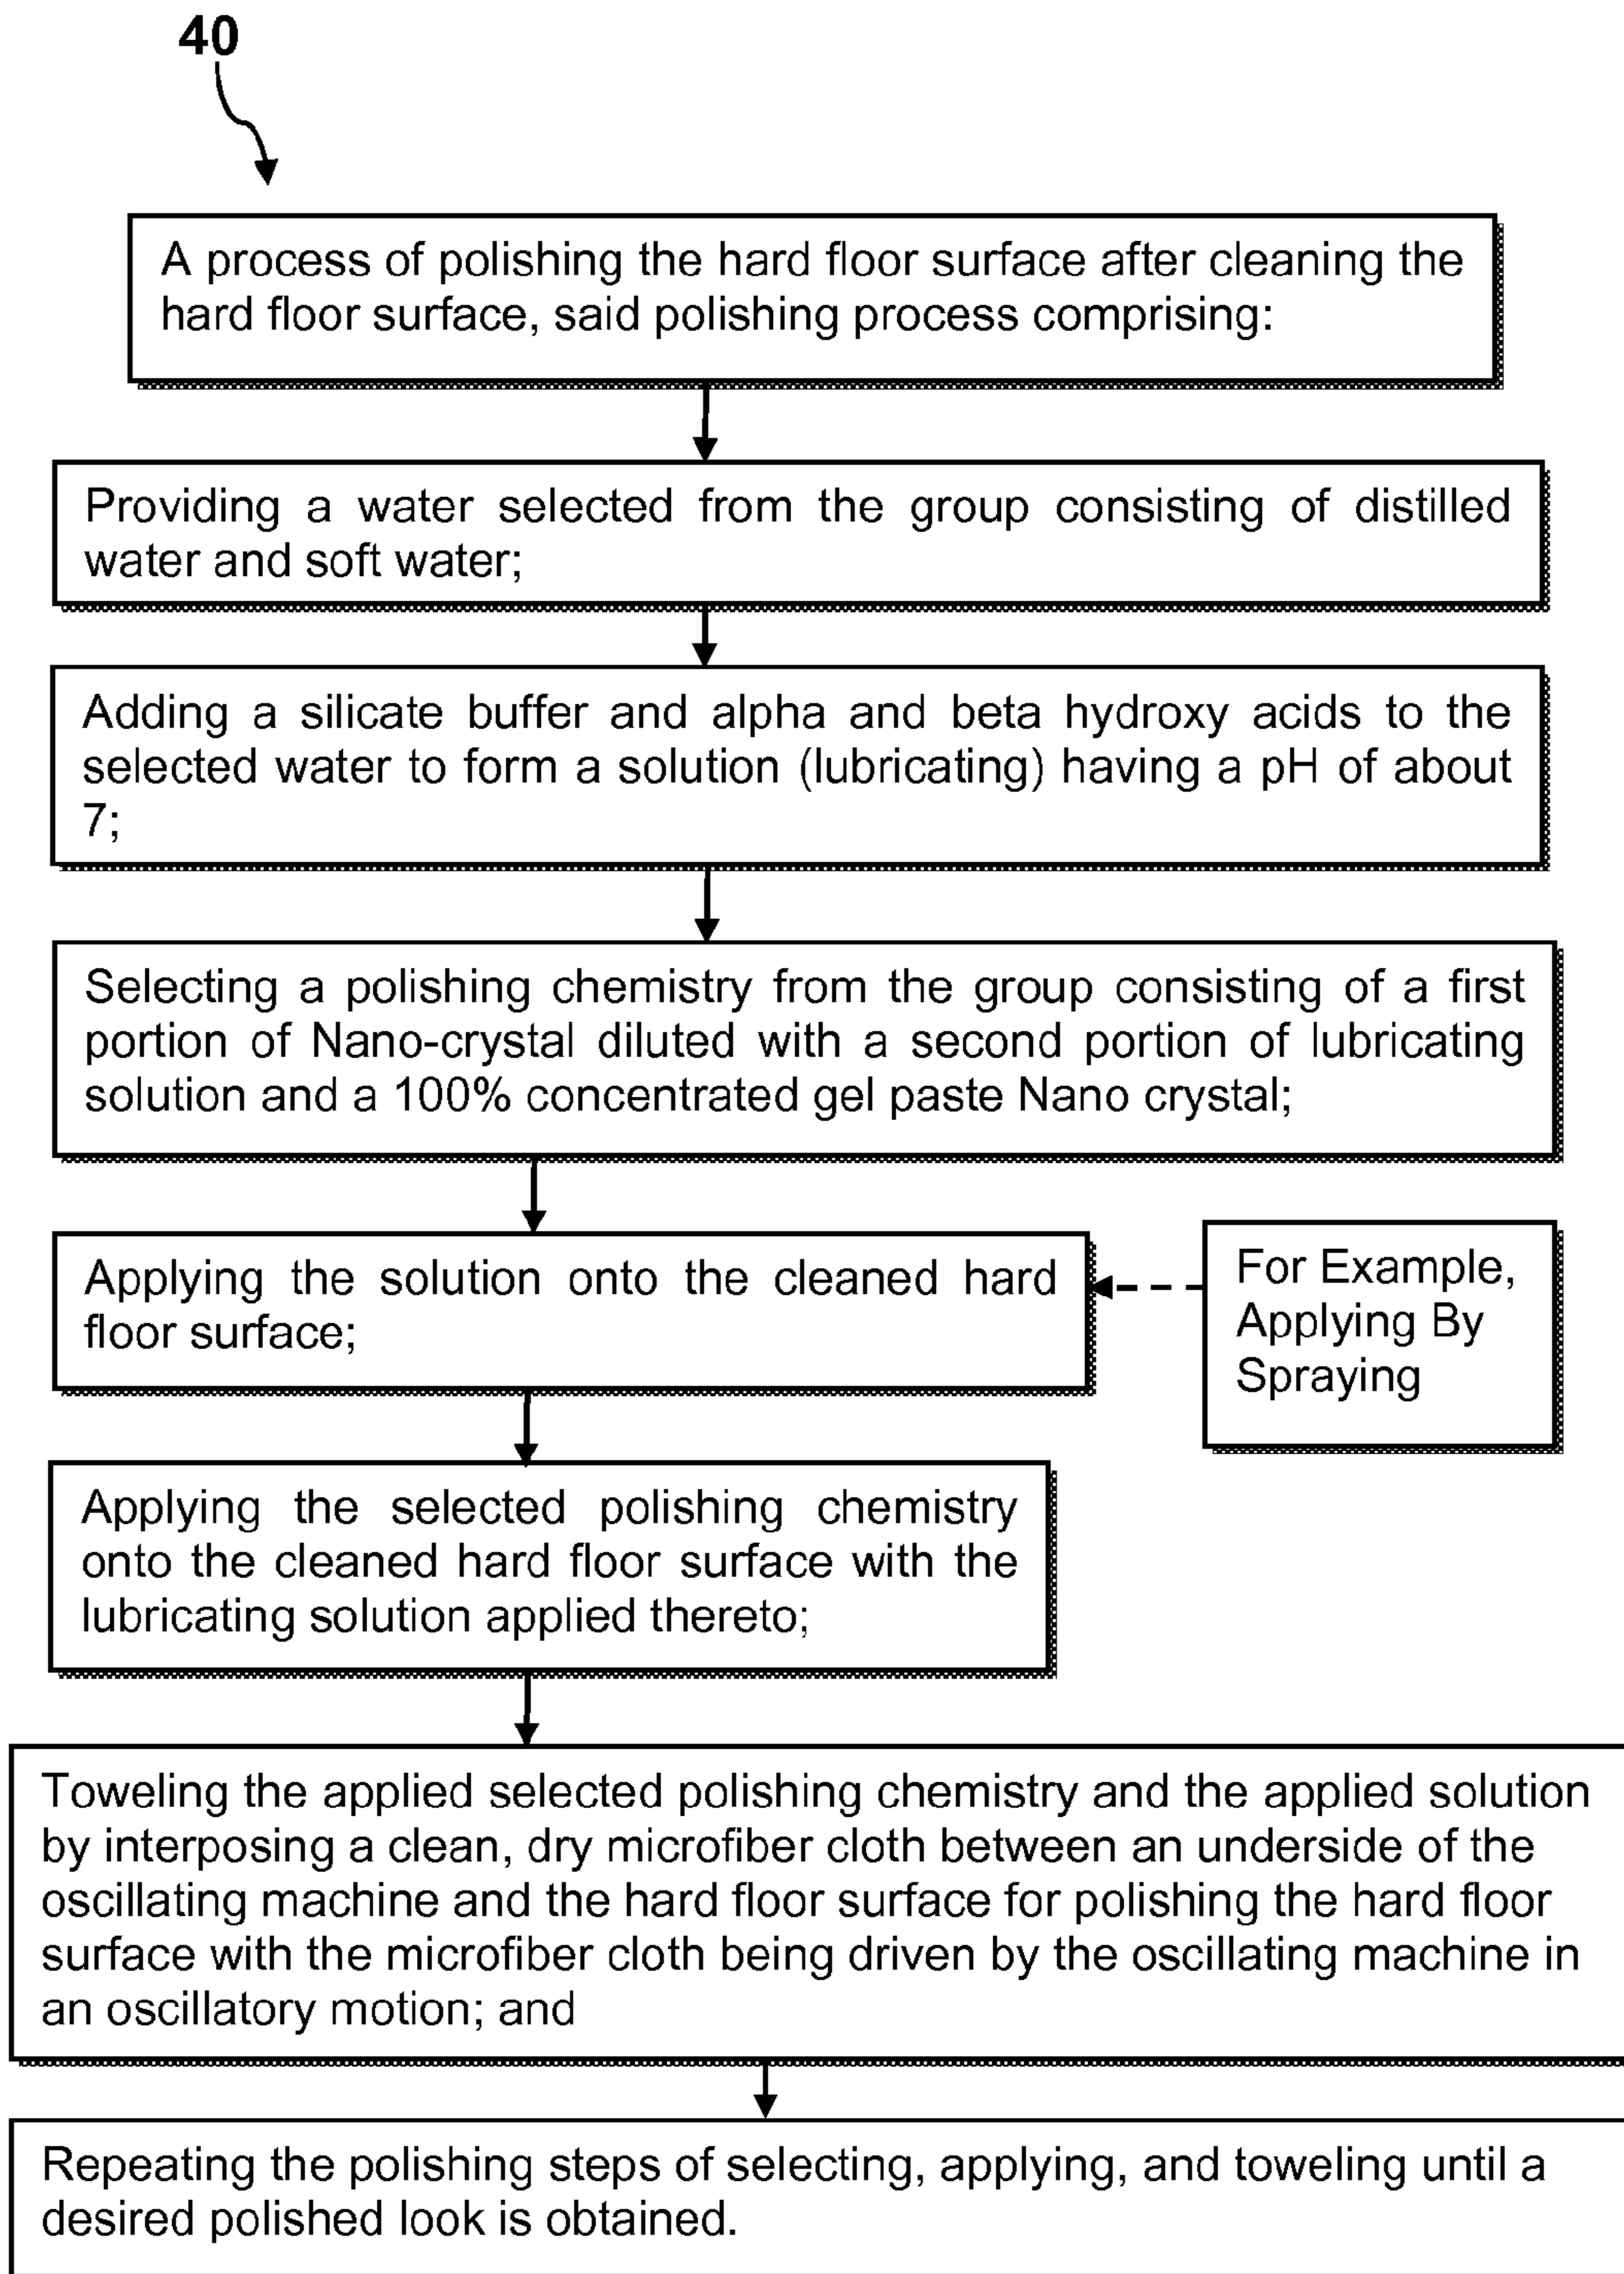 40
A process of polishing the hard floor surface after cleaning the
hard floor surface, said polishing process comprising:
Providing a water selected from the group consisting of distilled
water and soft water;
Adding a silicate buffer and alpha and beta hydroxy acids to the
selected water to form a solution (lubricating) having a pH of about
7;
Selecting a polishing chemistry from the group consisting of a first
portion of Nano-crystal diluted with a second portion of lubricating
solution and a 100% concentrated gel paste Nano crystal;
Applying the solution onto the cleaned hard
floor surface;
For Example,
Applying By
Spraying
Applying the selected polishing chemistry
onto the cleaned hard floor surface with the
lubricating solution applied thereto;
Toweling the applied selected polishing chemistry and the applied solution
by interposing a clean, dry microfiber cloth between an underside of the
oscillating machine and the hard floor surface for polishing the hard floor
surface with the microfiber cloth being driven by the oscillating machine in
an oscillatory motion; and
Repeating the polishing steps of selecting, applying, and toweling until a
desired polished look is obtained.